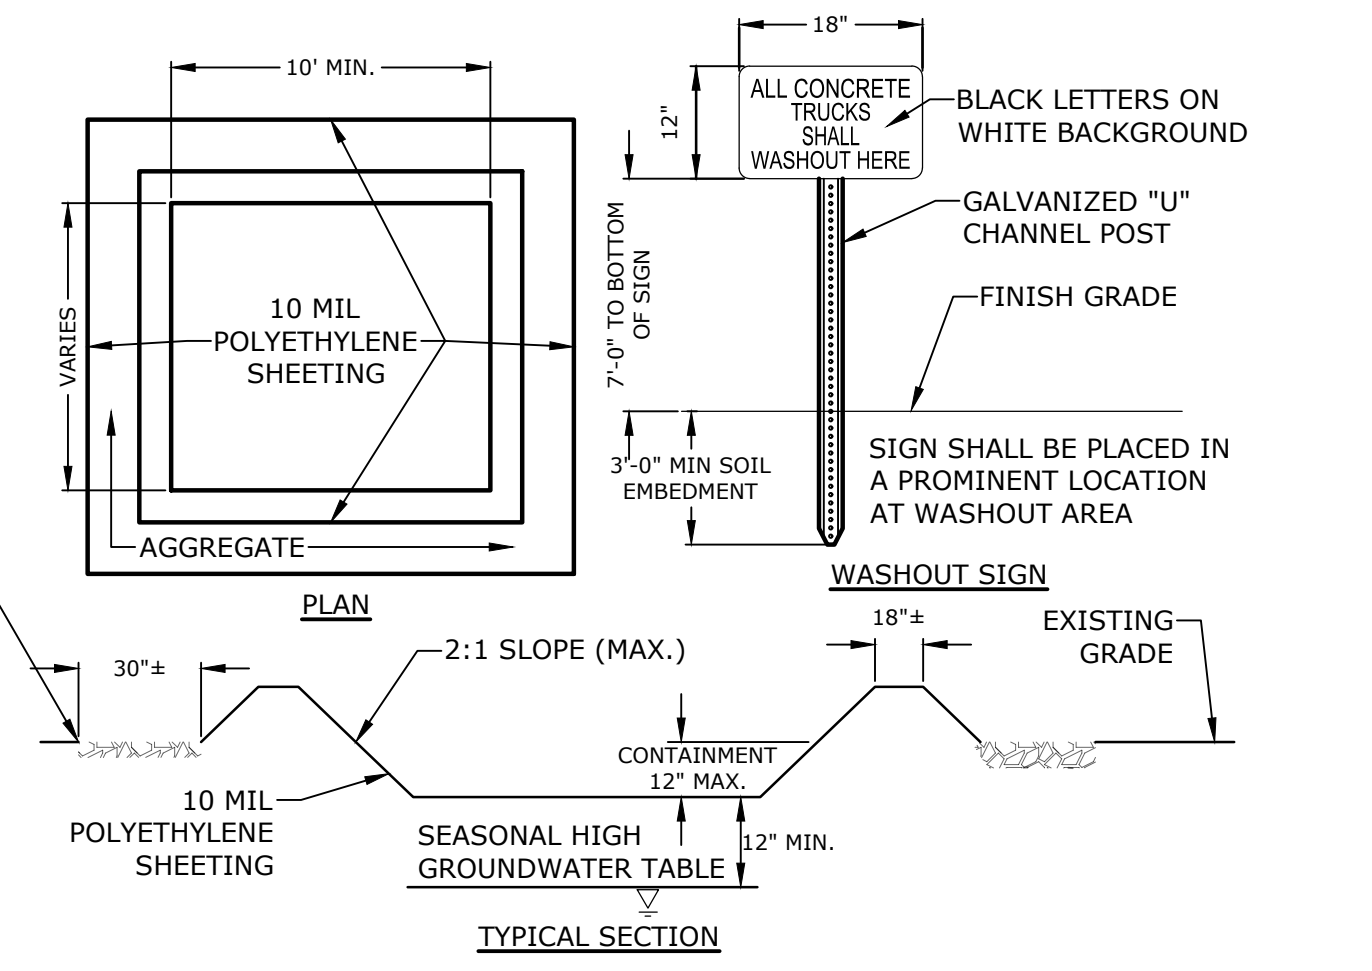 10' MIN.
VARIES
10 MIL
POLYETHYLENE
SHEETING
AGGREGATE
PLAN
18"
12"
ALL CONCRETE
TRUCKS
SHALL
WASHOUT HERE
BLACK LETTERS ON
WHITE BACKGROUND
GALVANIZED "U"
CHANNEL POST
7'-0" TO BOTTOM
OF SIGN
FINISH GRADE
3'-0" MIN SOIL
EMBEDMENT
SIGN SHALL BE PLACED IN
A PROMINENT LOCATION
AT WASHOUT AREA
WASHOUT SIGN
30"±
2:1 SLOPE (MAX.)
18"±
EXISTING
GRADE
CONTAINMENT
12" MAX.
10 MIL
POLYETHYLENE
SHEETING
SEASONAL HIGH
GROUNDWATER TABLE
12" MIN.
TYPICAL SECTION